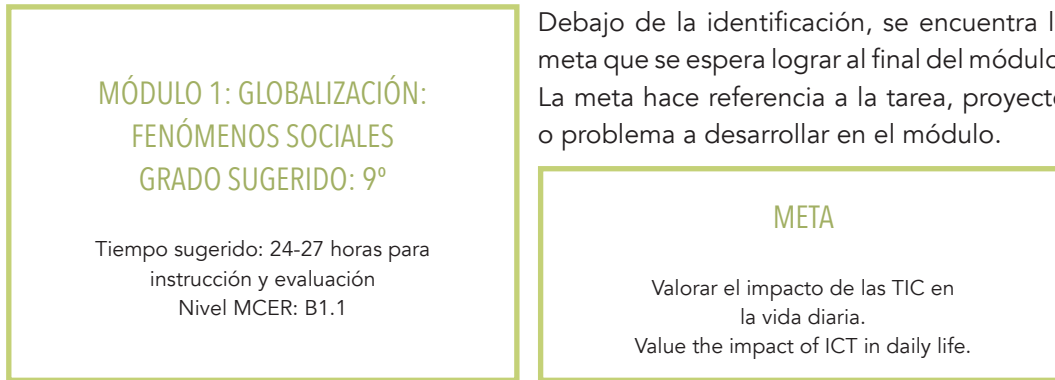 MÓDULO 1: GLOBALIZACIÓN:
FENÓMENOS SOCIALES
GRADO SUGERIDO: 9º
Tiempo sugerido: 24-27 horas para
instrucción y evaluación
Nivel MCER: B1.1
Debajo de la identificación, se encuentra l
meta que se espera lograr al final del módulo
La meta hace referencia a la tarea, proyecto
o problema a desarrollar en el módulo.
META
Valorar el impacto de las TIC en
la vida diaria.
Value the impact of ICT in daily life.